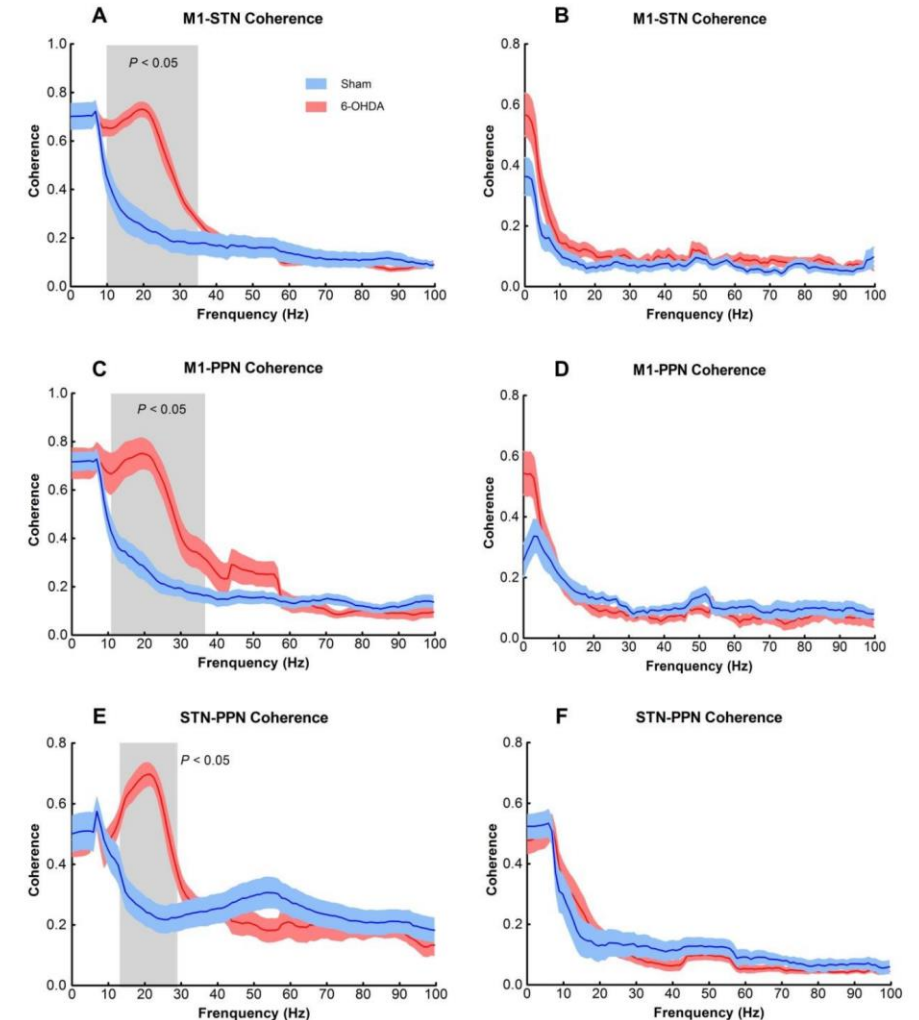 A
M1-STN Coherence
1.0
0.8
0.6
0.4
0.2
0.0
Coherence
P < 0.05
Sham
6-OHDA
0 10 20 30 40 50 60 70 80 90 100
Frenquency (Hz)
B
M1-STN Coherence
0.8
0.6
0.4
0.2
0.0
Coherence
0 10 20 30 40 50 60 70 80 90 100
Frenquency (Hz)
C
M1-PPN Coherence
1.0
0.8
0.6
0.4
0.2
0.0
Coherence
P < 0.05
0 10 20 30 40 50 60 70 80 90 100
Frenquency (Hz)
D
M1-PPN Coherence
0.8
0.6
0.4
0.2
0.0
Coherence
0 10 20 30 40 50 60 70 80 90 100
Frenquency (Hz)
E
STN-PPN Coherence
0.8
0.6
0.4
0.2
0.0
Coherence
P < 0.05
0 10 20 30 40 50 60 70 80 90 100
Frenquency (Hz)
F
STN-PPN Coherence
0.8
0.6
0.4
0.2
0.0
Coherence
0 10 20 30 40 50 60 70 80 90 100
Frenquency (Hz)